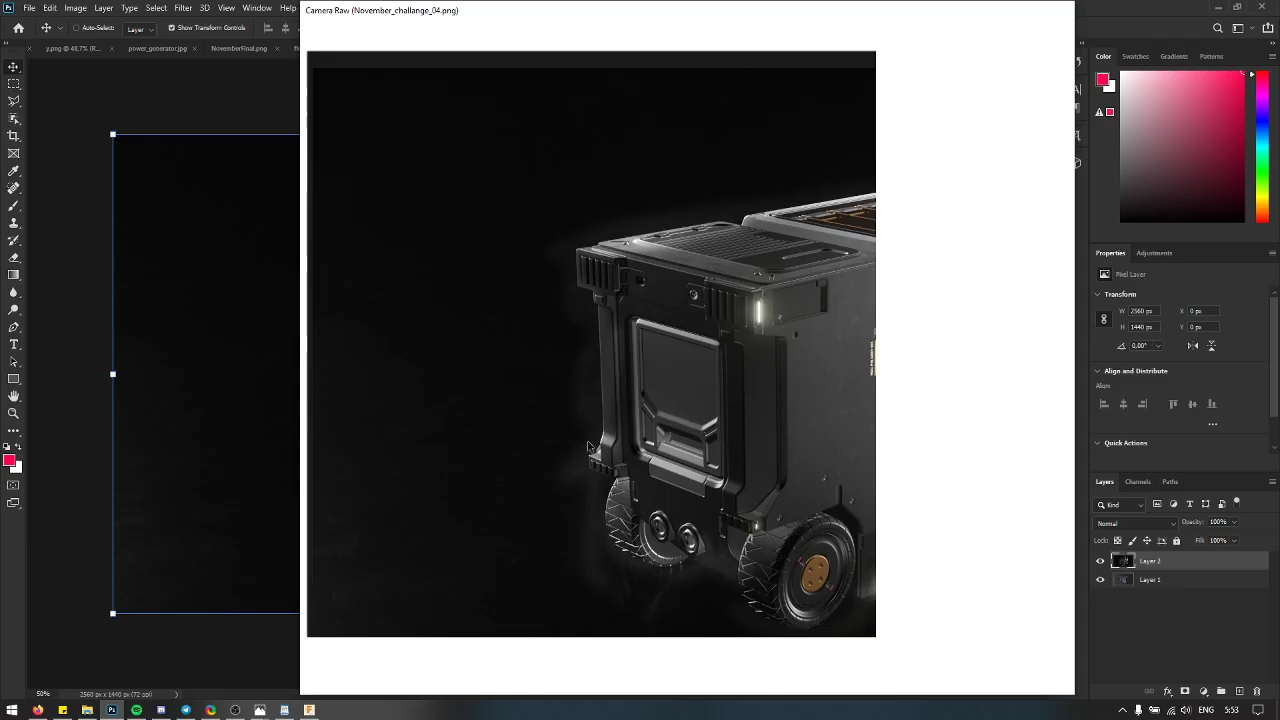 File Edit Image Layer Type Select Filter 3D View Window Help
Camera Raw (November_challange_04.png)
Auto-Select: Layer Show Transform Controls
y.png @ 48,7% (R... power_generator.jpg NovemberFinal.png
Color Swatches Gradients Patterns
Properties Adjustments
Pixel Layer
Transform
W 2560 px X 0 px
H 1440 px Y 0 px
0,00°
Align and Distribute
Align:
Quick Actions
Layers Channels Paths
Kind
Normal Opacity: 100%
Lock: Fill: 100%
Layer 2
Layer 1
50% 2560 px x 1440 px (72 ppi)
ENG 5:53